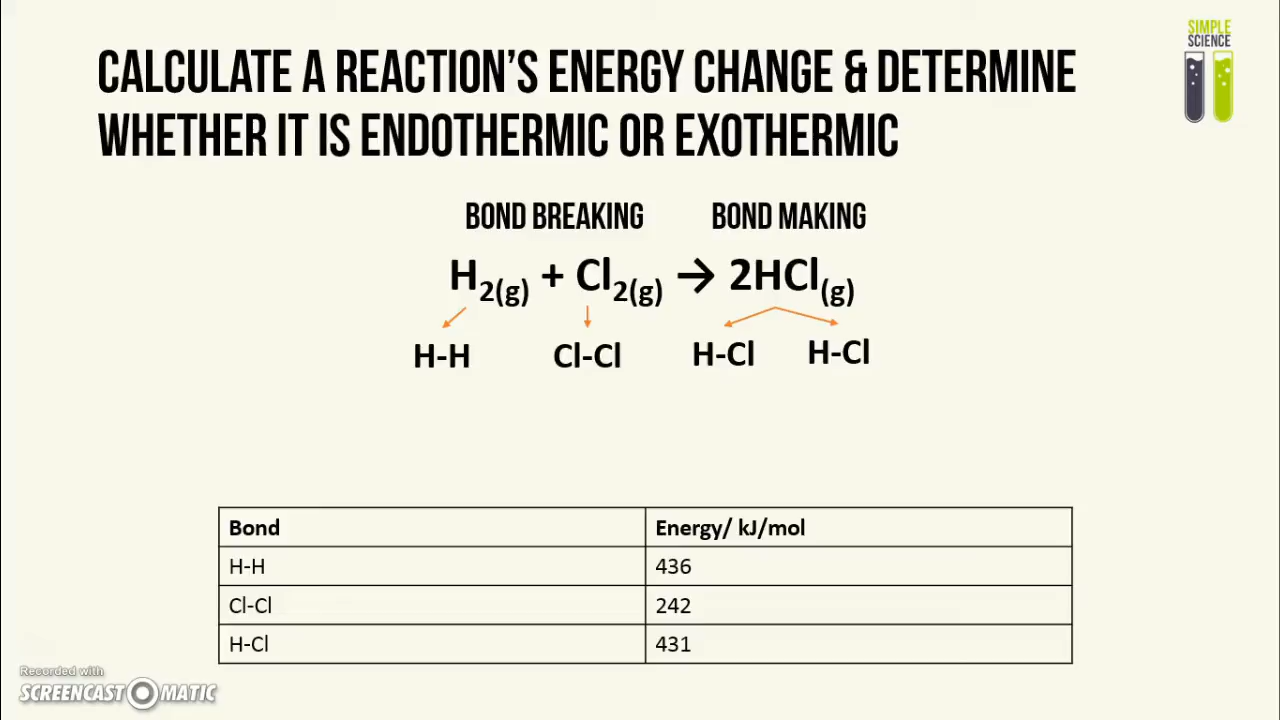 SIMPLE
SCIENCE
CALCULATE A REACTION'S ENERGY CHANGE & DETERMINE
WHETHER IT IS ENDOTHERMIC OR EXOTHERMIC
BOND BREAKING BOND MAKING
H2(g) + Cl2(g) → 2HCl(g)
H-H Cl-Cl H-Cl H-Cl
Bond Energy/ kJ/mol
H-H 436
Cl-Cl 242
H-Cl 431
Recorded with
SCREENCAST MATIC